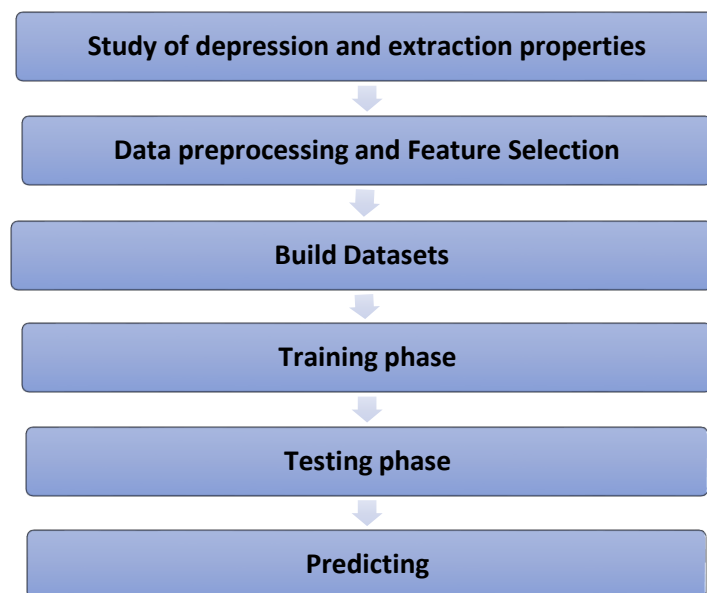 Study of depression and extraction properties
Data preprocessing and Feature Selection
Build Datasets
Training phase
Testing phase
Predicting